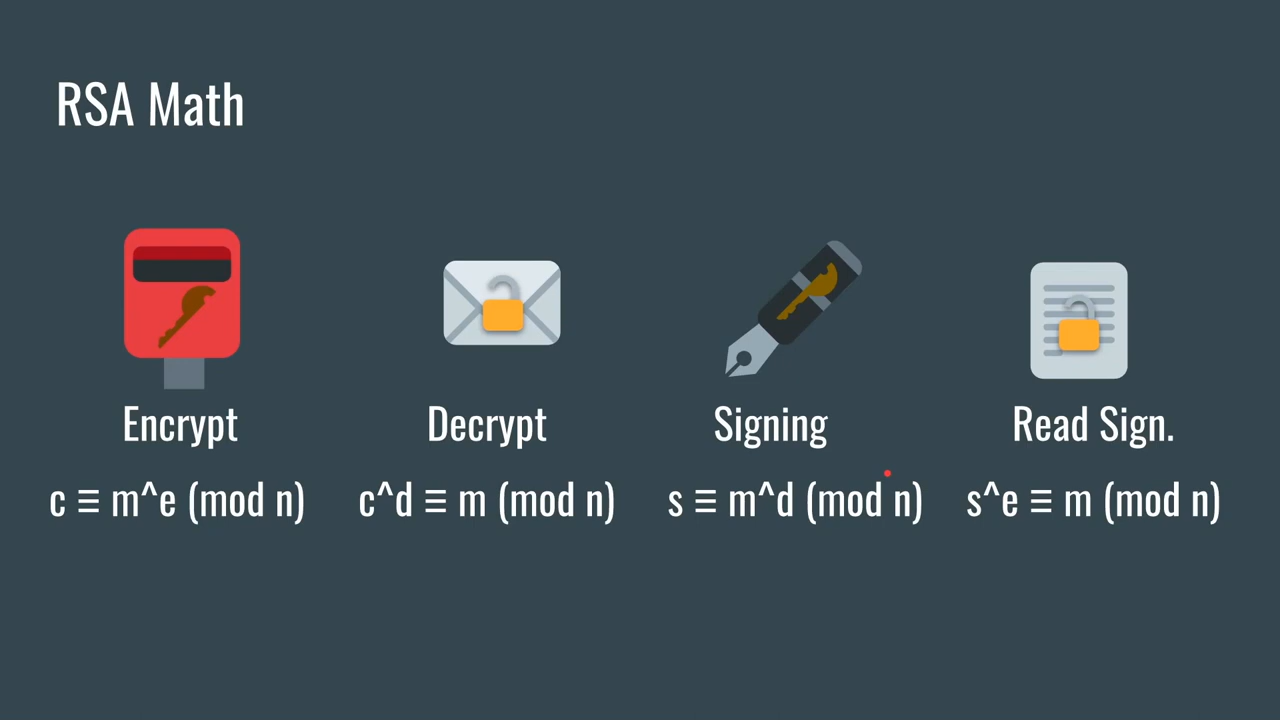 RSA Math
Encrypt
Decrypt
Signing
Read Sign.
c ≡ m^e (mod n)
c^d ≡ m (mod n)
s ≡ m^d (mod n)
s^e ≡ m (mod n)